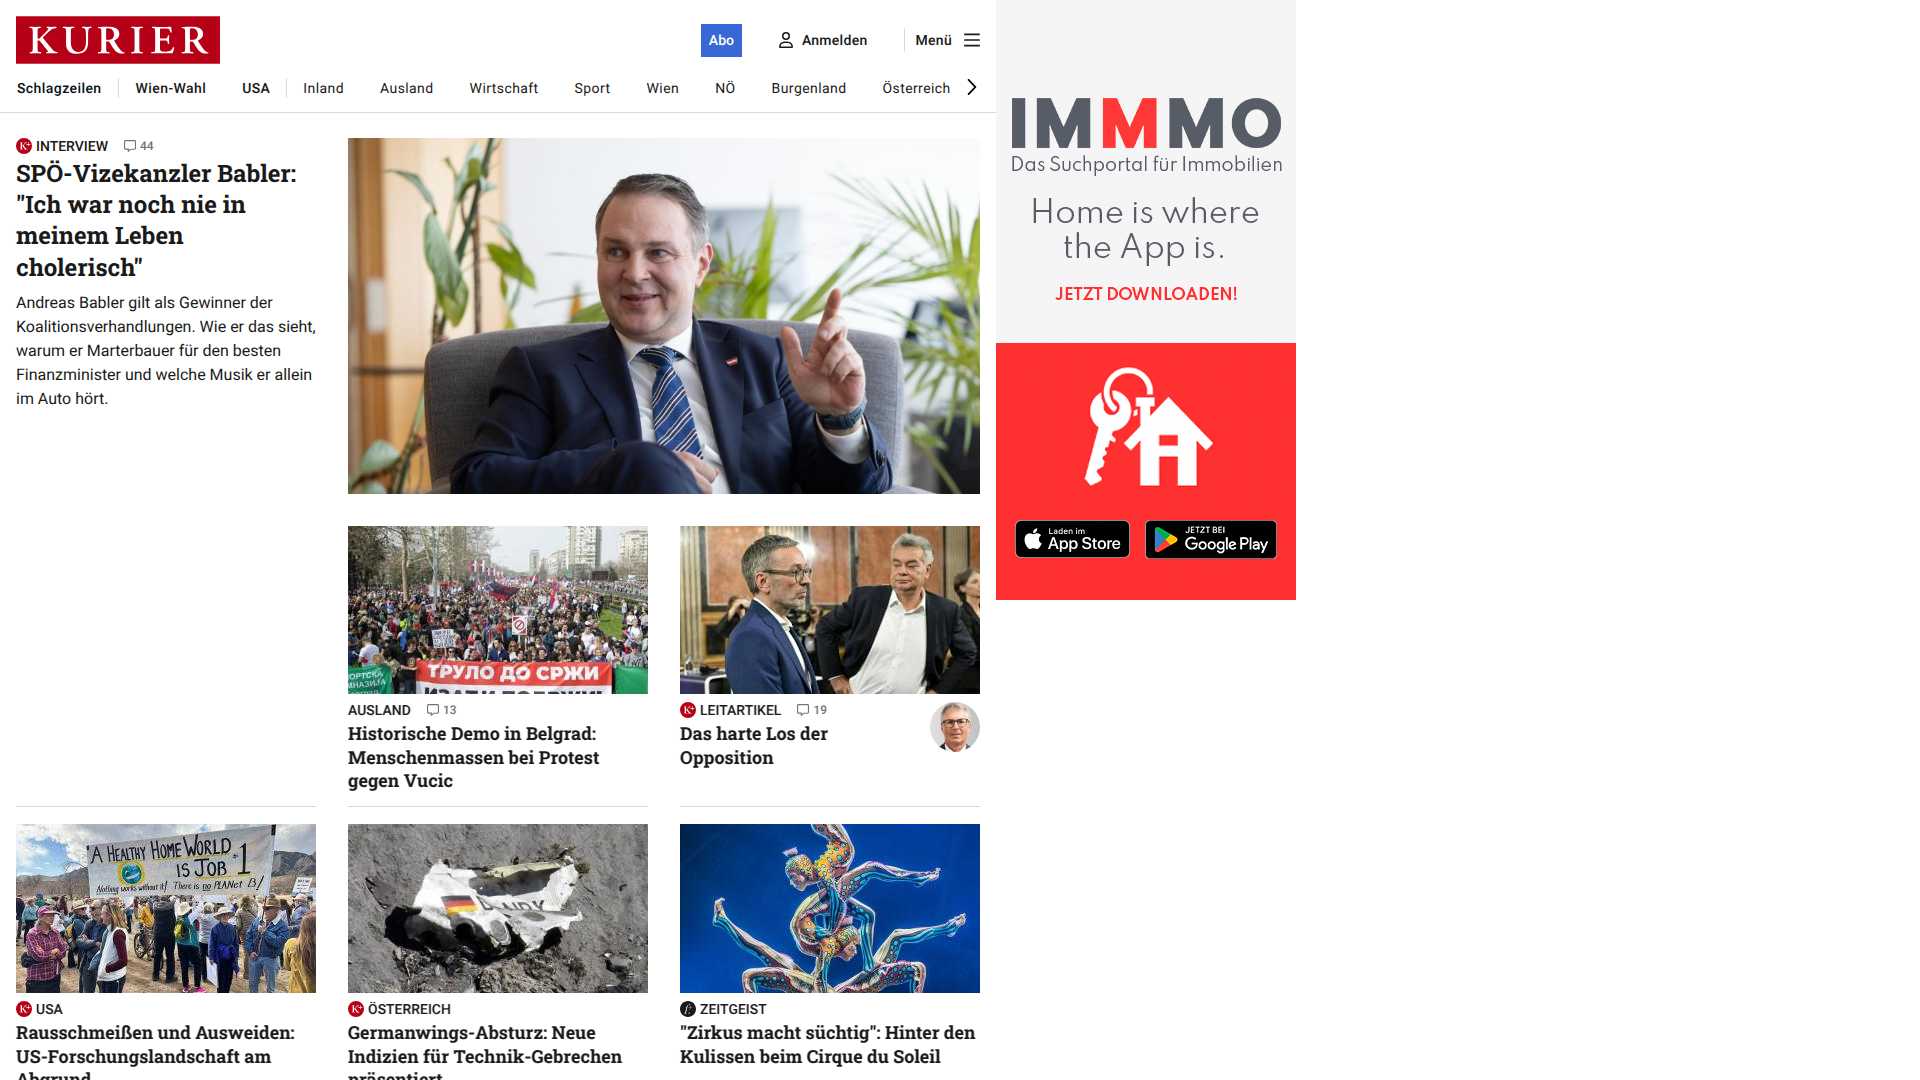 KURIER
Abo
Anmelden
Menü
Schlagzeilen
Wien-Wahl
USA
Inland
Ausland
Wirtschaft
Sport
Wien
NÖ
Burgenland
Österreich
INTERVIEW 44
SPÖ-Vizekanzler Babler:
"Ich war noch nie in
meinem Leben
cholerisch"
Andreas Babler gilt als Gewinner der
Koalitionsverhandlungen. Wie er das sieht,
warum er Marterbauer für den besten
Finanzminister und welche Musik er allein
im Auto hört.
ТРУЛО ДО СРЖИ
AUSLAND 13
Historische Demo in Belgrad:
Menschenmassen bei Protest
gegen Vucic
K+ LEITARTIKEL 19
Das harte Los der
Opposition
A HEALTHY HOME WORLD
IS JOB #1
Nothing works without it! There is no PLANet B!
K+ USA
Rausschmeißen und Ausweiden:
US-Forschungslandschaft am
Abgrund
K+ ÖSTERREICH
Germanwings-Absturz: Neue
Indizien für Technik-Gebrechen
präsentiert
ZEITGEIST
"Zirkus macht süchtig": Hinter den
Kulissen beim Cirque du Soleil
IMMMO
Das Suchportal für Immobilien
Home is where
the App is.
JETZT DOWNLOADEN!
Laden im
App Store
JETZT BEI
Google Play